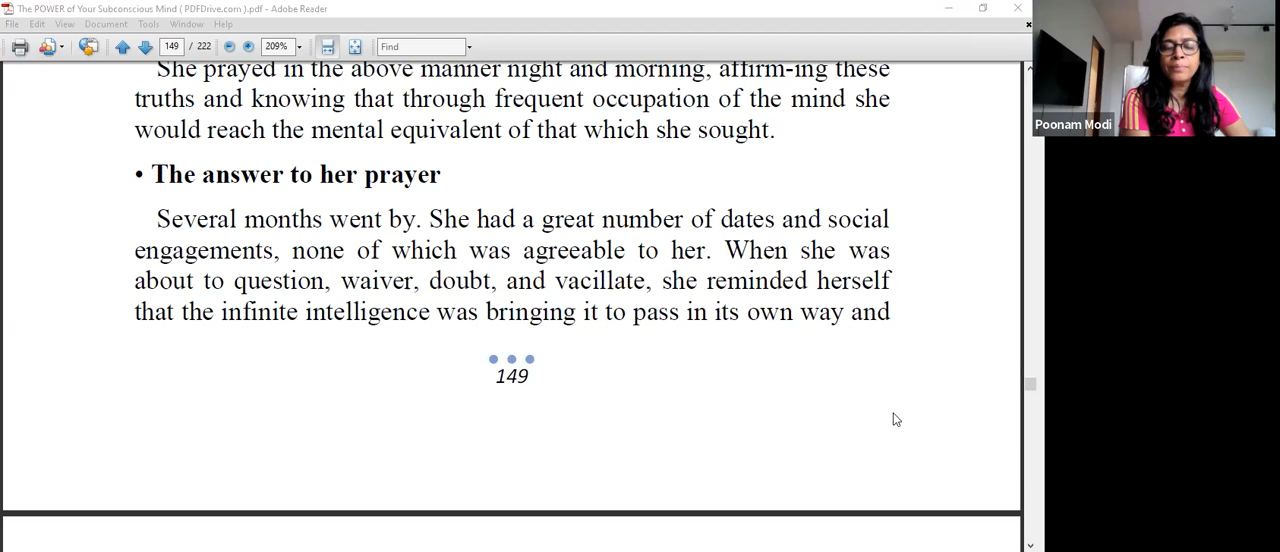 The POWER of Your Subconscious Mind ( PDFDrive.com ).pdf - Adobe Reader
File Edit View Document Tools Window Help
149 / 222 209% Find
She prayed in the above manner night and morning, affirm-ing these
truths and knowing that through frequent occupation of the mind she
would reach the mental equivalent of that which she sought.
• The answer to her prayer
Several months went by. She had a great number of dates and social
engagements, none of which was agreeable to her. When she was
about to question, waiver, doubt, and vacillate, she reminded herself
that the infinite intelligence was bringing it to pass in its own way and
149
Poonam Modi